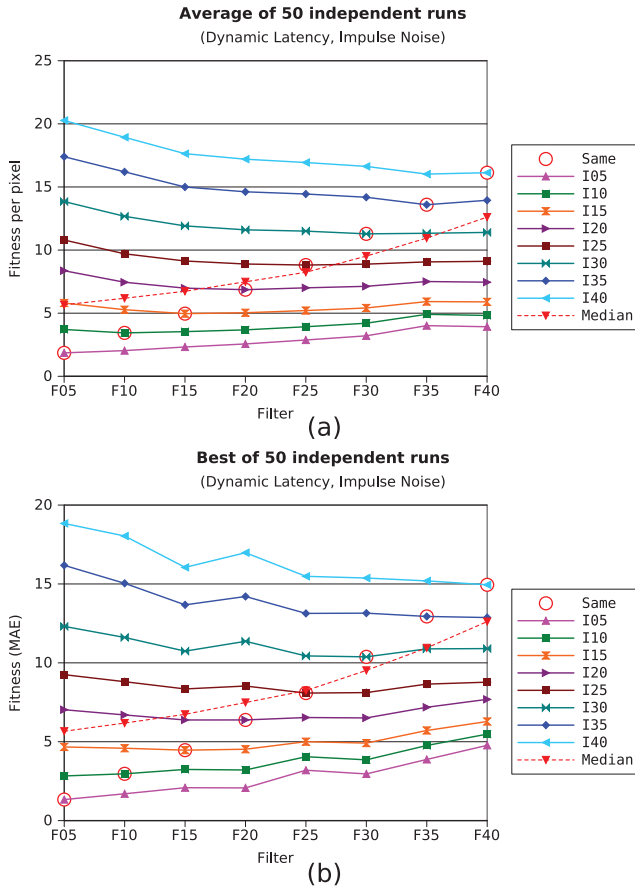 Average of 50 independent runs
(Dynamic Latency, Impulse Noise)
25
20
15
10
5
0
Fitness per pixel
F05 F10 F15 F20 F25 F30 F35 F40
Filter
Same
I05
I10
I15
I20
I25
I30
I35
I40
Median
(a)
Best of 50 independent runs
(Dynamic Latency, Impulse Noise)
20
15
10
5
0
Fitness (MAE)
F05 F10 F15 F20 F25 F30 F35 F40
Filter
Same
I05
I10
I15
I20
I25
I30
I35
I40
Median
(b)